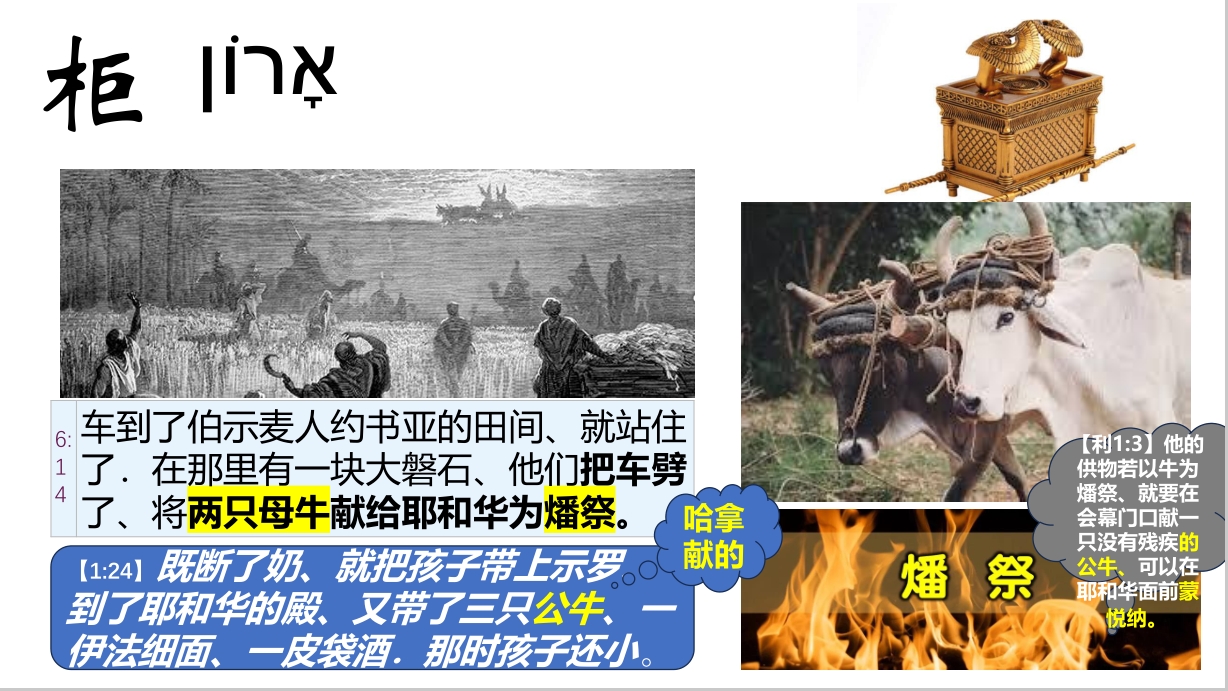 柜 אָרוֹן
6:
1
4
车到了伯示麦人约书亚的田间、就站住
了．在那里有一块大磐石、他们把车劈
了、将两只母牛献给耶和华为燔祭。
【1:24】既断了奶、就把孩子带上示罗
到了耶和华的殿、又带了三只公牛、一
伊法细面、一皮袋酒．那时孩子还小。
哈拿
献的
燔 祭
【利1:3】他的
供物若以牛为
燔祭、就要在
会幕门口献一
只没有残疾的
公牛、可以在
耶和华面前蒙
悦纳。